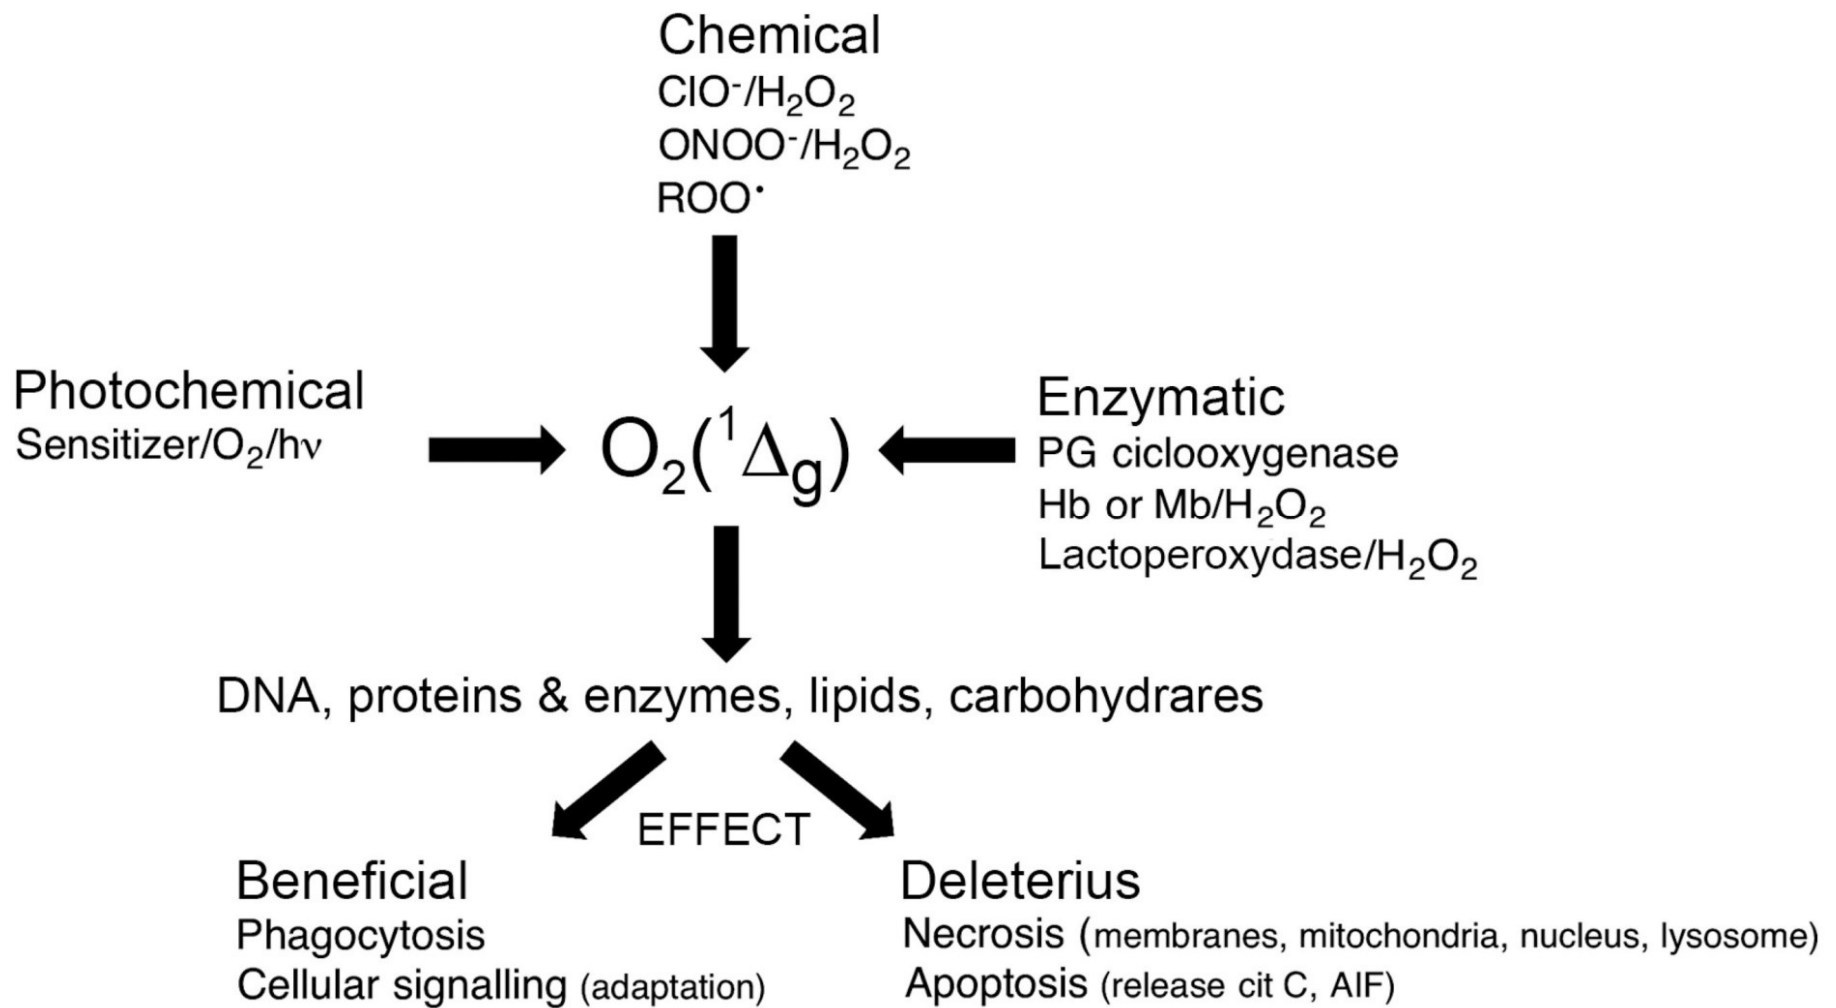 Chemical
ClO⁻/H₂O₂
ONOO⁻/H₂O₂
ROO•
Photochemical
Sensitizer/O₂/hν
O₂(¹Δg)
Enzymatic
PG ciclooxygenase
Hb or Mb/H₂O₂
Lactoperoxydase/H₂O₂
DNA, proteins & enzymes, lipids, carbohydrares
EFFECT
Beneficial
Phagocytosis
Cellular signalling (adaptation)
Deleterius
Necrosis (membranes, mitochondria, nucleus, lysosome)
Apoptosis (release cit C, AIF)